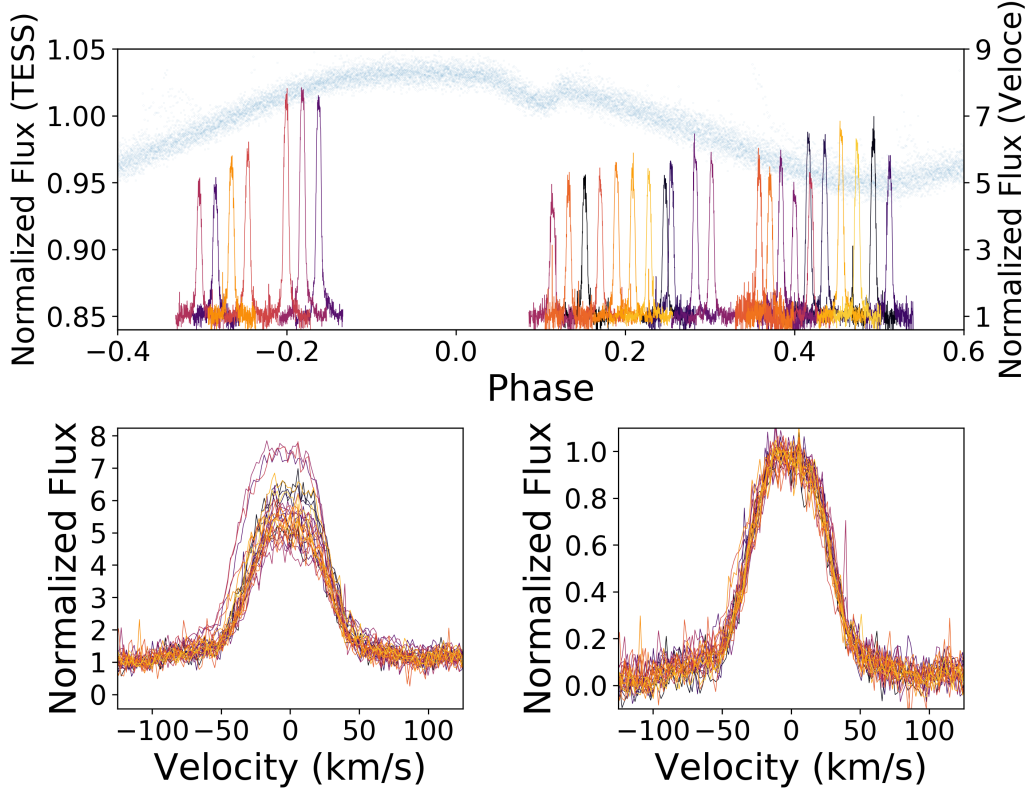 Normalized Flux (TESS)
1.05
1.00
0.95
0.90
0.85
9
7
5
3
1
Normalized Flux (Veloce)
−0.4 −0.2 0.0 0.2 0.4 0.6
Phase
Normalized Flux
8
7
6
5
4
3
2
1
0
−100 −50 0 50 100
Velocity (km/s)
Normalized Flux
1.0
0.8
0.6
0.4
0.2
0.0
−100 −50 0 50 100
Velocity (km/s)